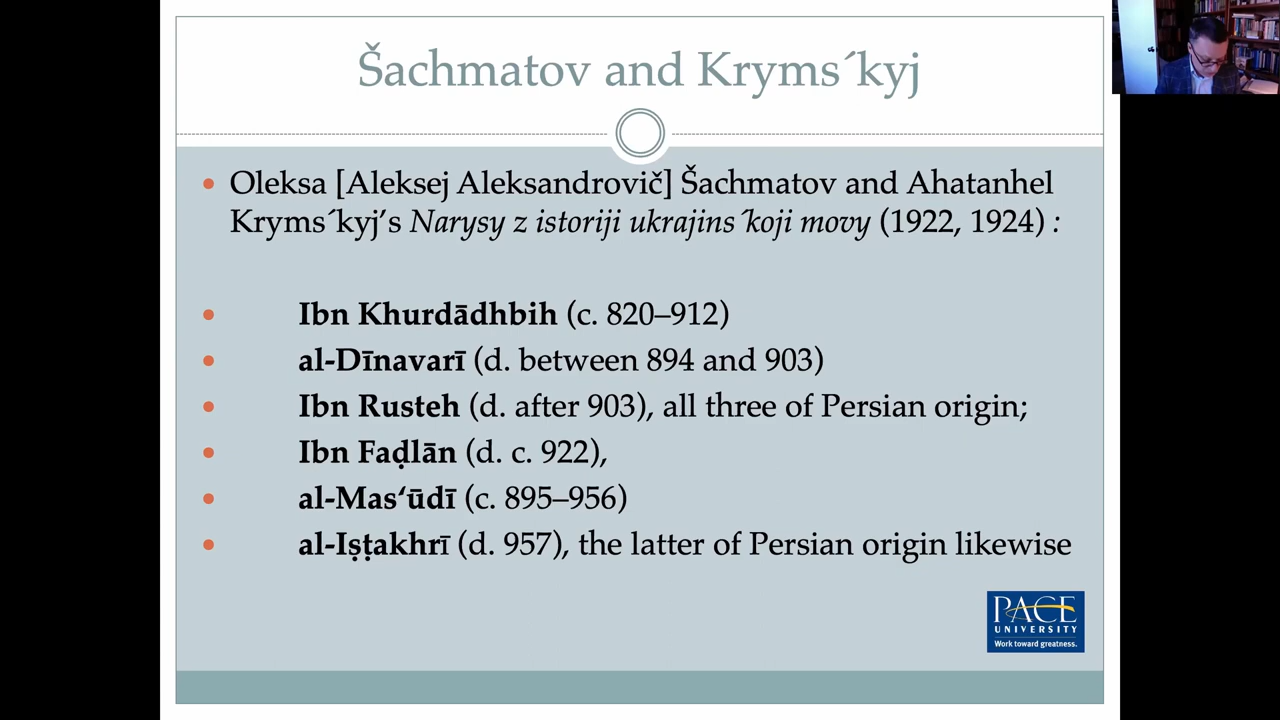 Šachmatov and Kryms´kyj
• Oleksa [Aleksej Aleksandrovič] Šachmatov and Ahatanhel
Kryms´kyj’s Narysy z istoriji ukrajins´koji movy (1922, 1924) :
• Ibn Khurdādhbih (c. 820–912)
• al-Dīnavarī (d. between 894 and 903)
• Ibn Rusteh (d. after 903), all three of Persian origin;
• Ibn Faḍlān (d. c. 922),
• al-Mas‘ūdī (c. 895–956)
• al-Iṣṭakhrī (d. 957), the latter of Persian origin likewise
PACE
UNIVERSITY
Work toward greatness.